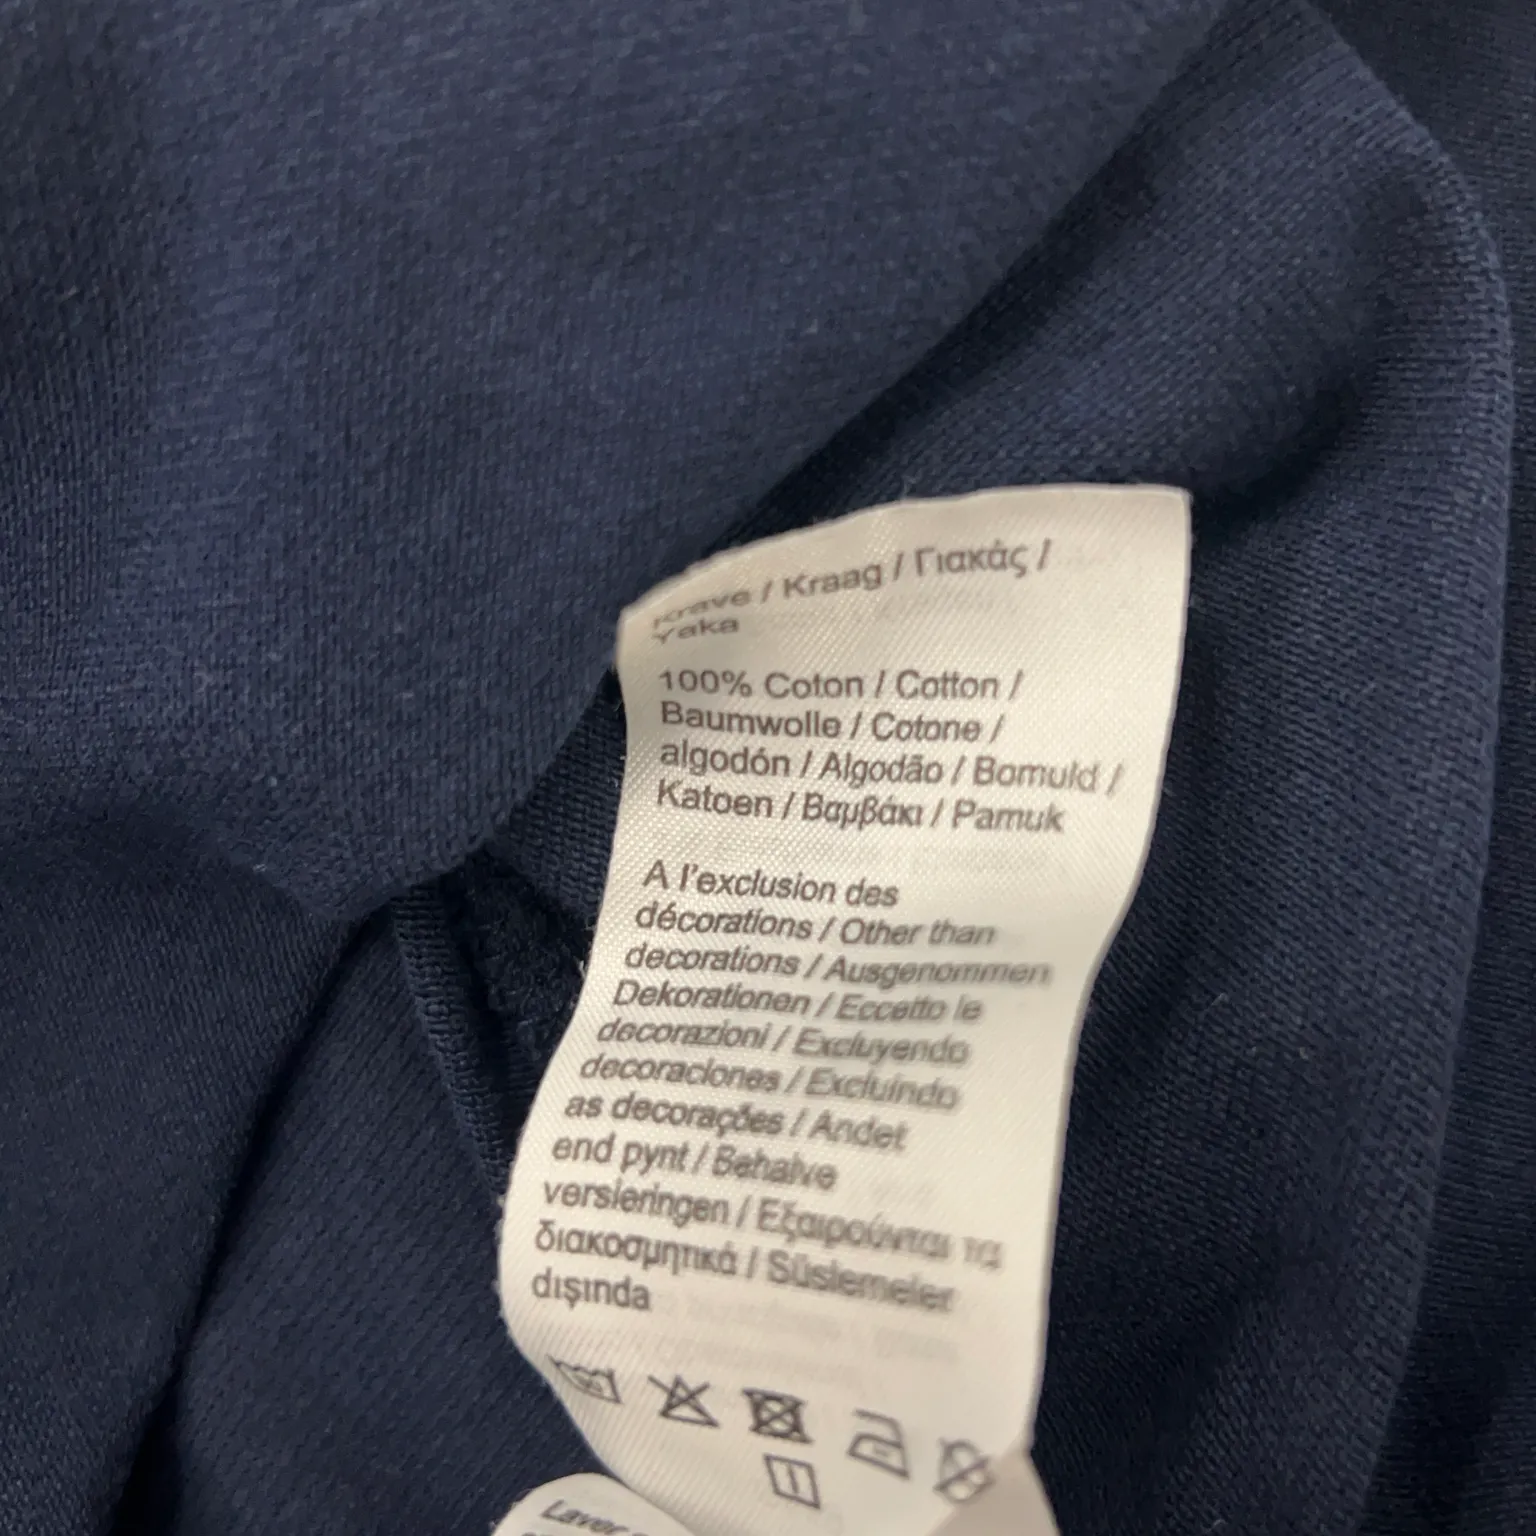 Krave / Kraag / Γιακάς /
Yaka
100% Coton / Cotton /
Baumwolle / Cotone /
algodón / Algodão / Bomuld /
Katoen / Βαμβάκι / Pamuk
A l'exclusion des
décorations / Other than
decorations / Ausgenommen
Dekorationen / Eccetto le
decorazioni / Excluyendo
decoraciones / Excluindo
as decorações / Andet
end pynt / Behalve
versieringen / Εξαιρούνται τα
διακοσμητικά / Süslemeler
dışında
Laver